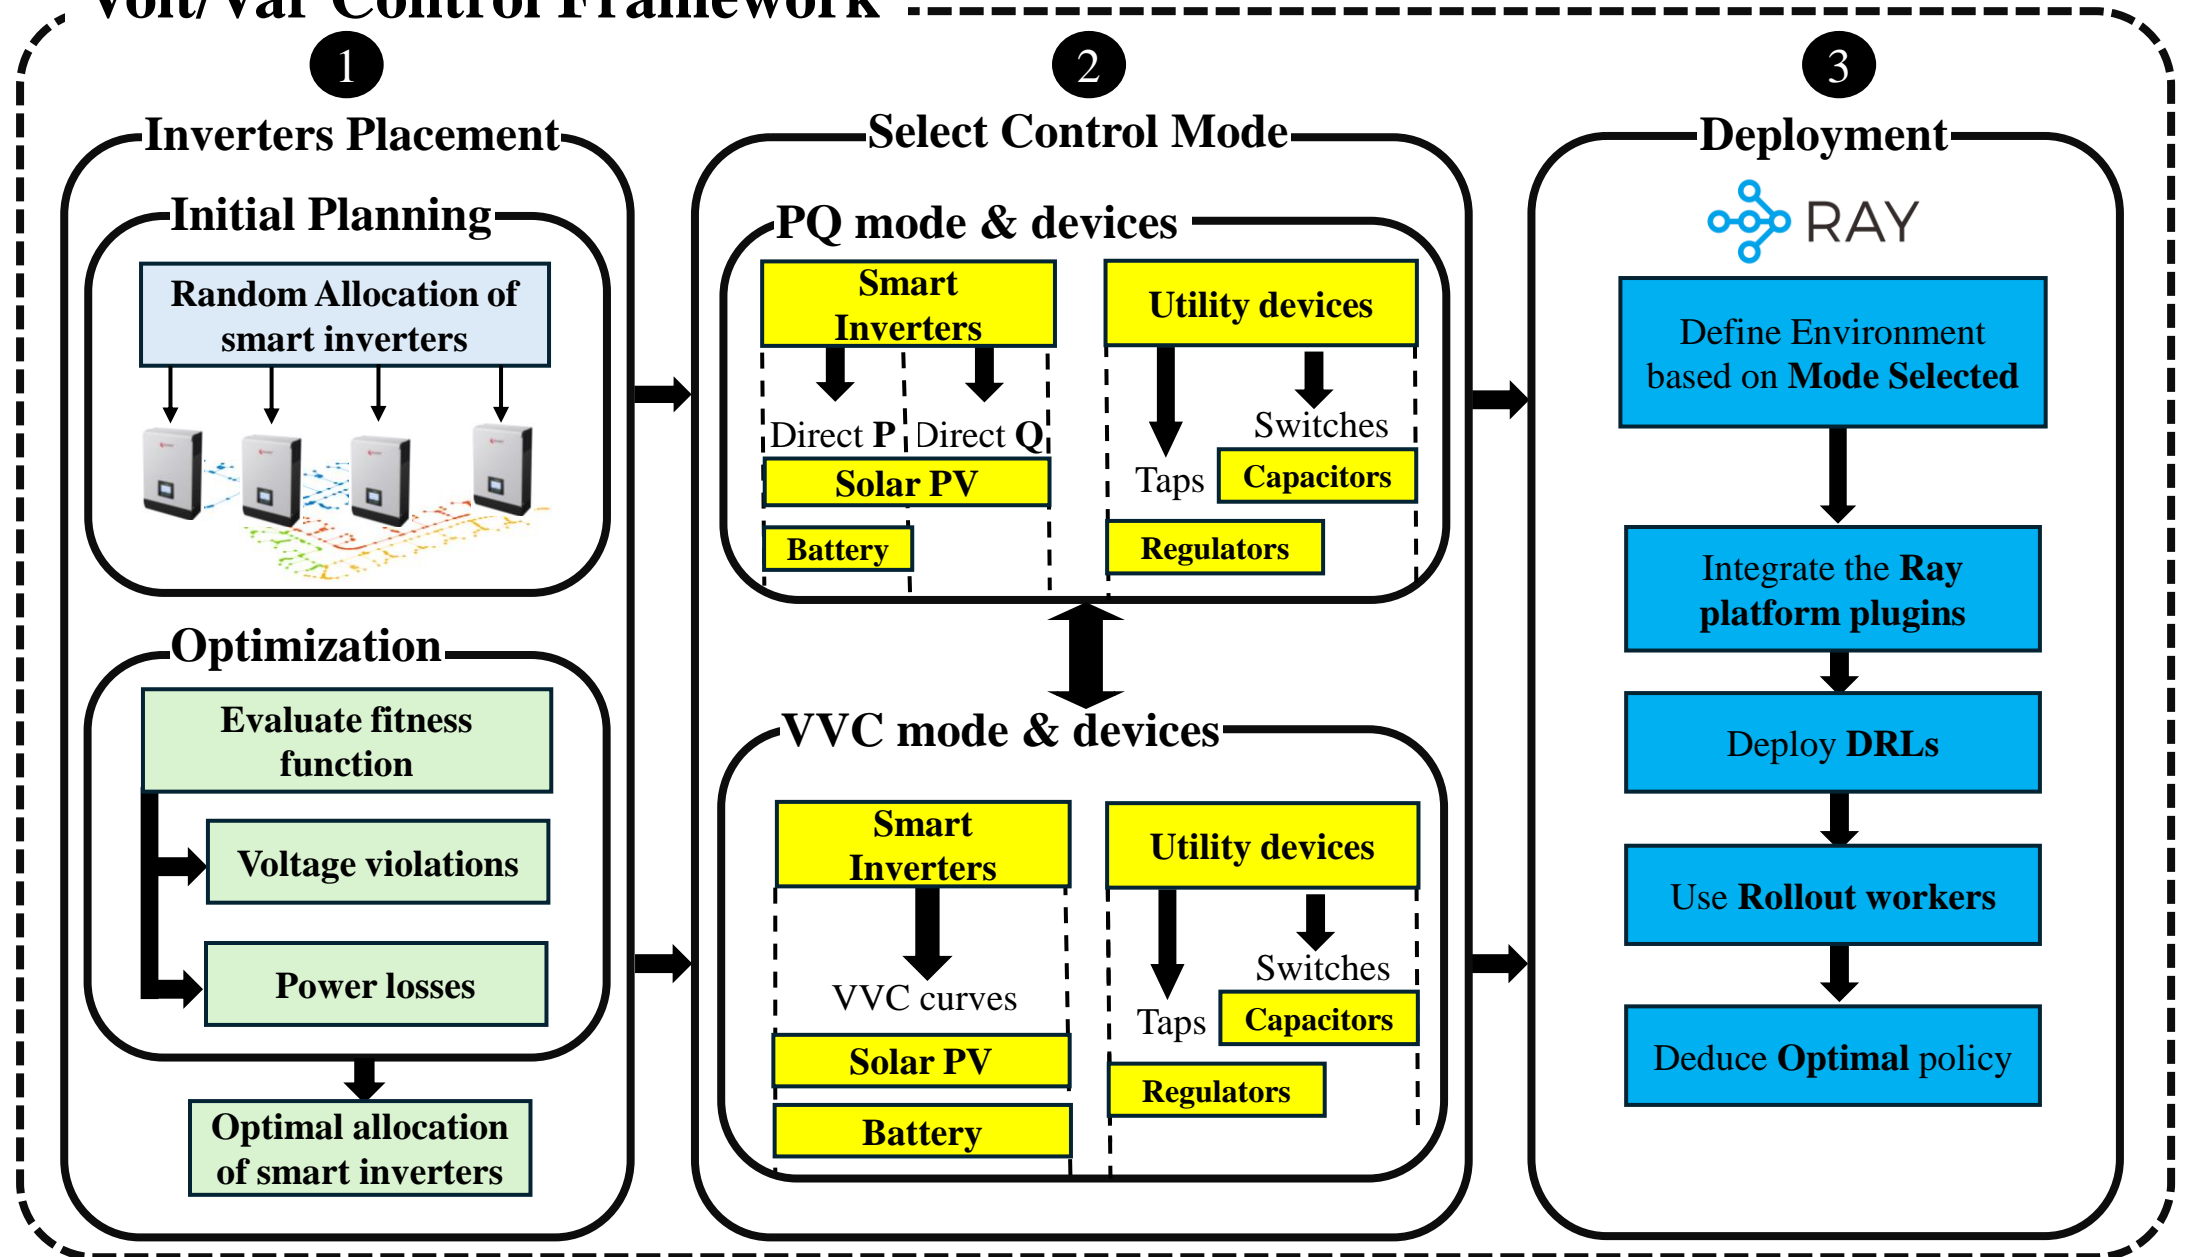 Volt/Var Control Framework
1
Inverters Placement
Initial Planning
Random Allocation of
smart inverters
Optimization
Evaluate fitness
function
Voltage violations
Power losses
Optimal allocation
of smart inverters
2
Select Control Mode
PQ mode & devices
Smart
Inverters
Direct P
Direct Q
Solar PV
Battery
Utility devices
Switches
Taps
Capacitors
Regulators
VVC mode & devices
Smart
Inverters
VVC curves
Solar PV
Battery
Utility devices
Switches
Taps
Capacitors
Regulators
3
Deployment
RAY
Define Environment
based on Mode Selected
Integrate the Ray
platform plugins
Deploy DRLs
Use Rollout workers
Deduce Optimal policy